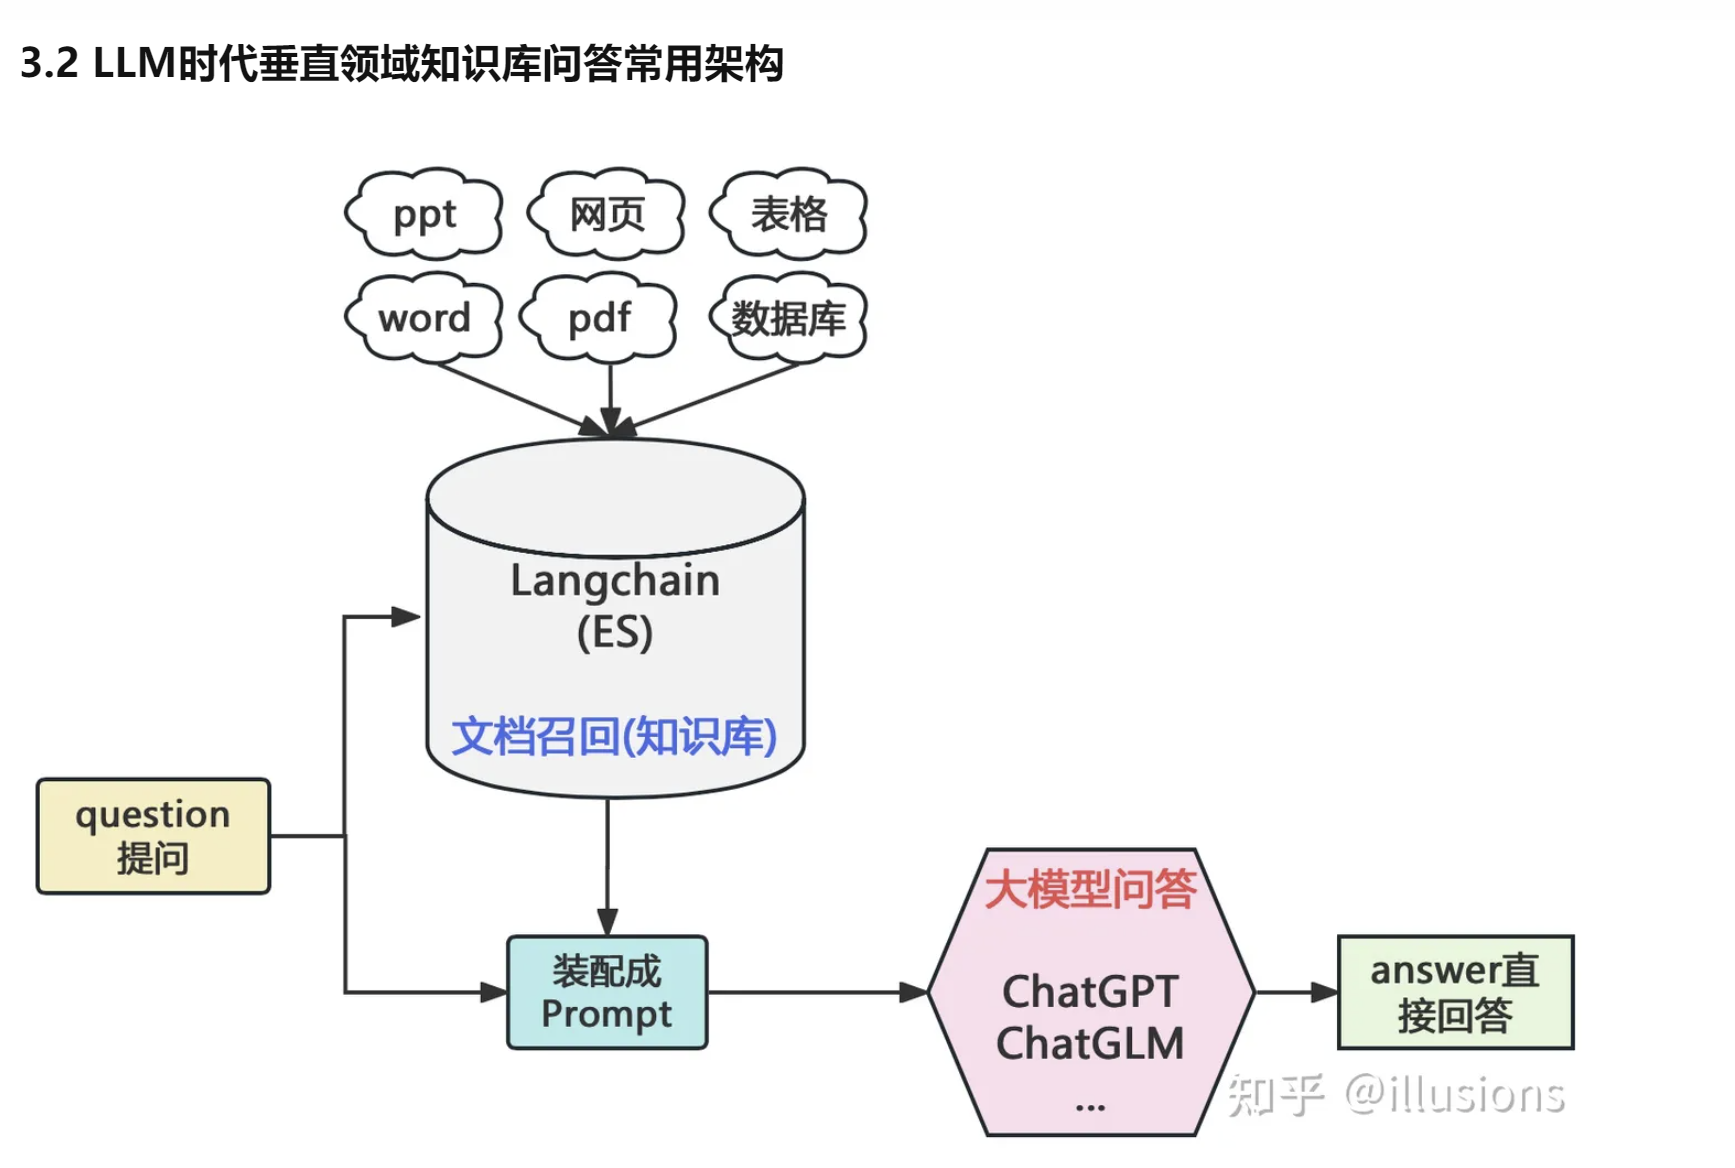 3.2 LLM时代垂直领域知识库问答常用架构
ppt
网页
表格
word
pdf
数据库
Langchain
(ES)
文档召回(知识库)
question
提问
装配成
Prompt
大模型问答
ChatGPT
ChatGLM
...
answer直
接回答
知乎 @illusions